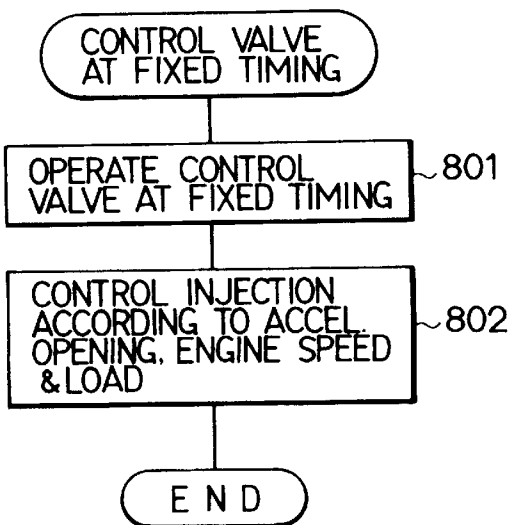 CONTROL VALVE
AT FIXED TIMING
OPERATE CONTROL
VALVE AT FIXED TIMING
801
CONTROL INJECTION
ACCORDING TO ACCEL.
OPENING, ENGINE SPEED
& LOAD
802
END